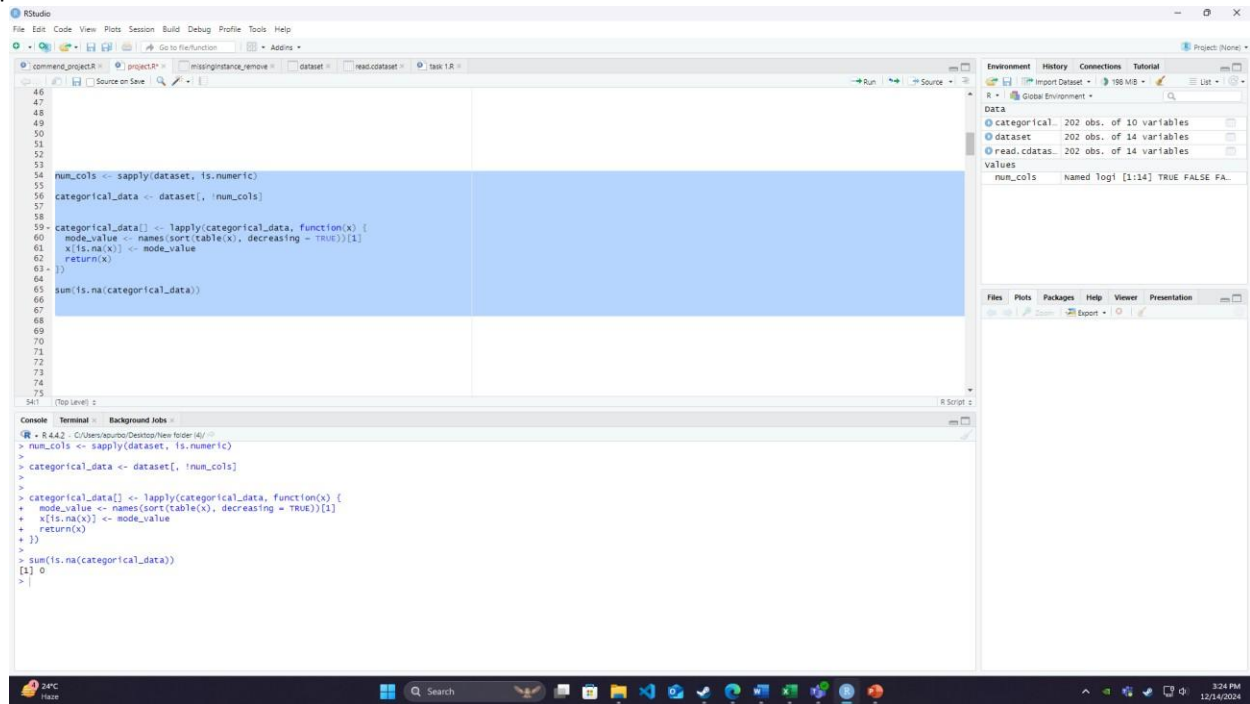 RStudio
File Edit Code View Plots Session Build Debug Profile Tools Help
Go to file/function Addins Project: (None)
commend_project.R project.R* missinginstance_remove dataset read.cdataset task 1.R
Source on Save Run Source
46
47
48
49
50
51
52
53
54 num_cols <- sapply(dataset, is.numeric)
55
56 categorical_data <- dataset[, !num_cols]
57
58
59 categorical_data[] <- lapply(categorical_data, function(x) {
60 mode_value <- names(sort(table(x), decreasing = TRUE))[1]
61 x[is.na(x)] <- mode_value
62 return(x)
63 })
64
65 sum(is.na(categorical_data))
66
67
68
69
70
71
72
73
74
75
54:1 (Top Level) R Script
Console Terminal Background Jobs
R 4.4.2 . C:/Users/apurbo/Desktop/New folder (4)/
> num_cols <- sapply(dataset, is.numeric)
>
> categorical_data <- dataset[, !num_cols]
>
>
> categorical_data[] <- lapply(categorical_data, function(x) {
+ mode_value <- names(sort(table(x), decreasing = TRUE))[1]
+ x[is.na(x)] <- mode_value
+ return(x)
+ })
>
> sum(is.na(categorical_data))
[1] 0
>
Environment History Connections Tutorial
Import Dataset 198 MiB List
R Global Environment
Data
categorical_… 202 obs. of 10 variables
dataset 202 obs. of 14 variables
read.cdatas… 202 obs. of 14 variables
values
num_cols Named logi [1:14] TRUE FALSE FA…
Files Plots Packages Help Viewer Presentation
Zoom Export
4
24°C
Haze
Search
3:24 PM
12/14/2024